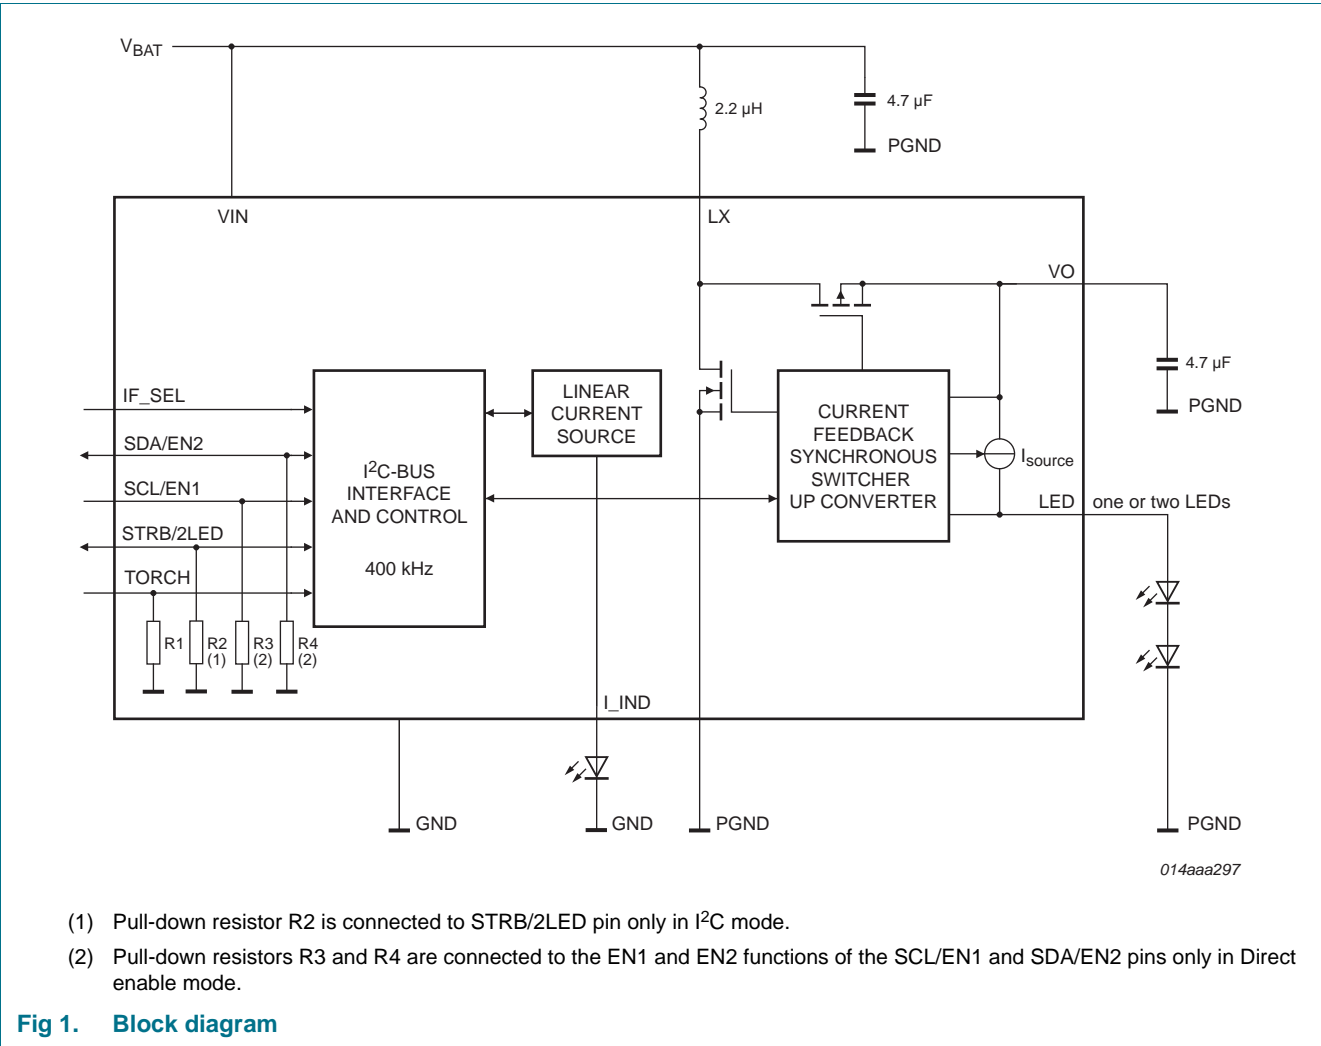 VBAT
2.2 µH
4.7 µF
PGND
VIN
LX
VO
4.7 µF
PGND
IF_SEL
SDA/EN2
SCL/EN1
STRB/2LED
TORCH
I2C-BUS
INTERFACE
AND CONTROL
400 kHz
LINEAR
CURRENT
SOURCE
CURRENT
FEEDBACK
SYNCHRONOUS
SWITCHER
UP CONVERTER
Isource
LED
one or two LEDs
R1
R2
(1)
R3
(2)
R4
(2)
I_IND
GND
GND
PGND
PGND
014aaa297
(1) Pull-down resistor R2 is connected to STRB/2LED pin only in I2C mode.
(2) Pull-down resistors R3 and R4 are connected to the EN1 and EN2 functions of the SCL/EN1 and SDA/EN2 pins only in Direct
enable mode.
Fig 1. Block diagram